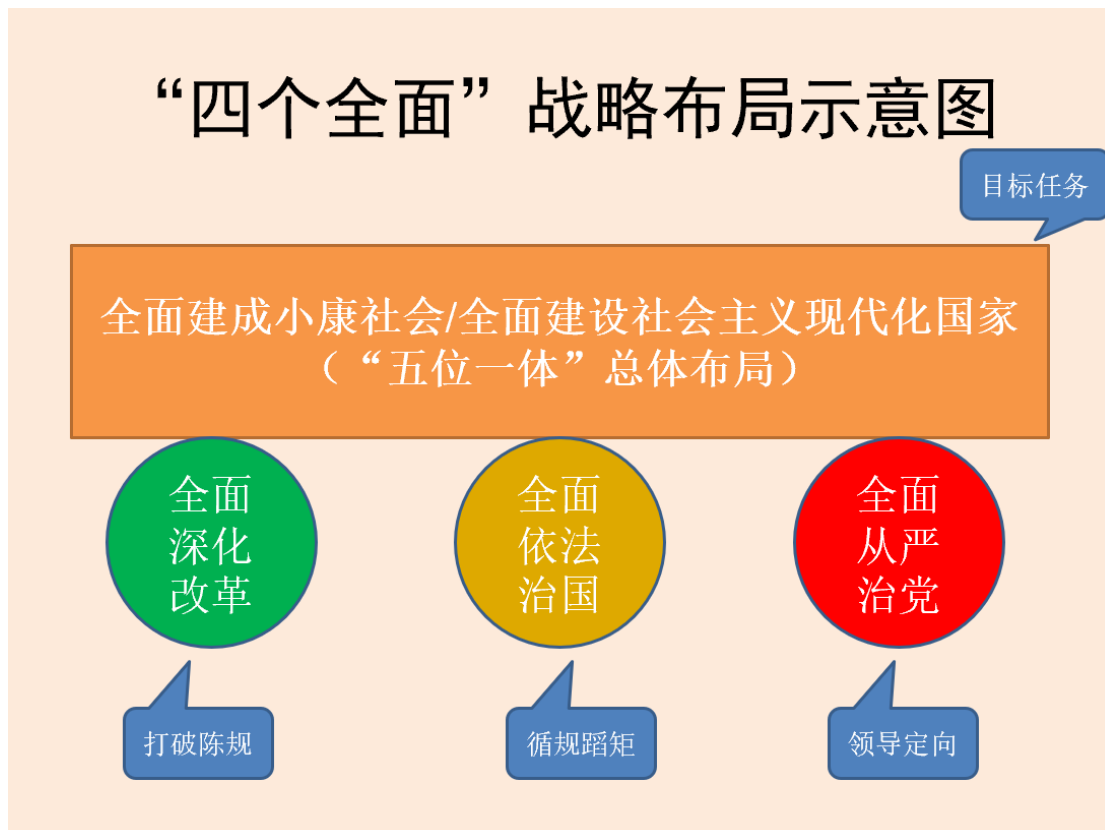 “四个全面”战略布局示意图
目标任务
全面建成小康社会/全面建设社会主义现代化国家
（“五位一体”总体布局）
全面
深化
改革
全面
依法
治国
全面
从严
治党
打破陈规
循规蹈矩
领导定向